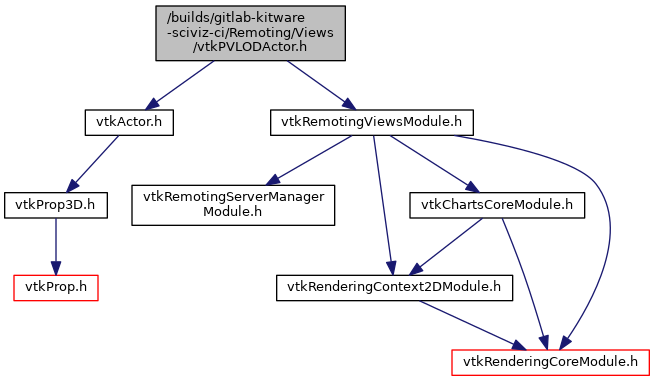 /builds/gitlab-kitware
-sciviz-ci/Remoting/Views
/vtkPVLODActor.h
vtkActor.h
vtkRemotingViewsModule.h
vtkProp3D.h
vtkRemotingServerManager
Module.h
vtkChartsCoreModule.h
vtkProp.h
vtkRenderingContext2DModule.h
vtkRenderingCoreModule.h